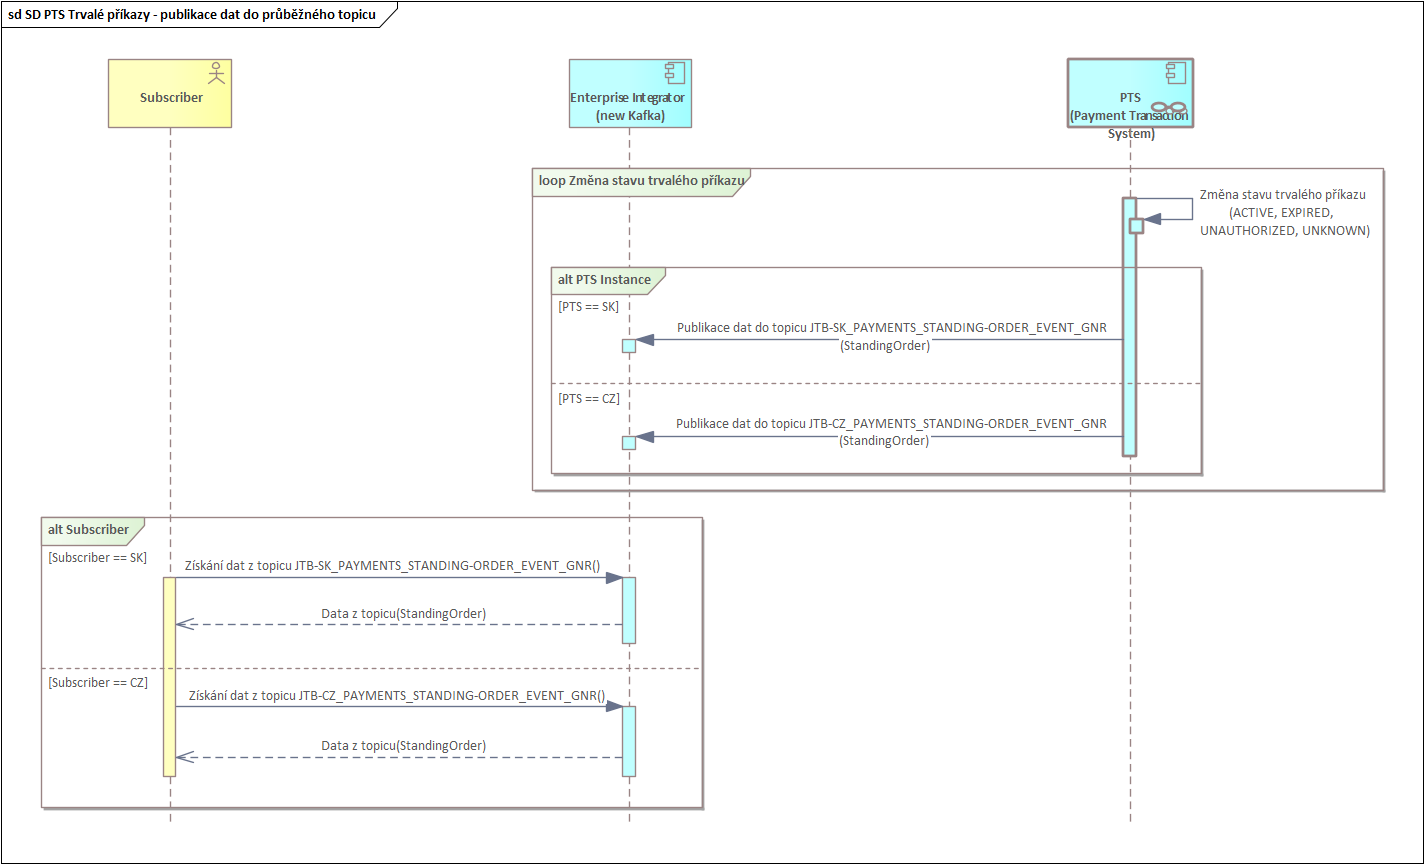 sd SD PTS Trvalé příkazy - publikace dat do průběžného topicu
Subscriber
Enterprise Integrator
(new Kafka)
PTS
(Payment Transaction
System)
loop Změna stavu trvalého příkazu
Změna stavu trvalého příkazu
(ACTIVE, EXPIRED,
UNAUTHORIZED, UNKNOWN)
alt PTS Instance
[PTS == SK]
Publikace dat do topicu JTB-SK_PAYMENTS_STANDING-ORDER_EVENT_GNR
(StandingOrder)
[PTS == CZ]
Publikace dat do topicu JTB-CZ_PAYMENTS_STANDING-ORDER_EVENT_GNR
(StandingOrder)
alt Subscriber
[Subscriber == SK]
Získání dat z topicu JTB-SK_PAYMENTS_STANDING-ORDER_EVENT_GNR()
Data z topicu(StandingOrder)
[Subscriber == CZ]
Získání dat z topicu JTB-CZ_PAYMENTS_STANDING-ORDER_EVENT_GNR()
Data z topicu(StandingOrder)